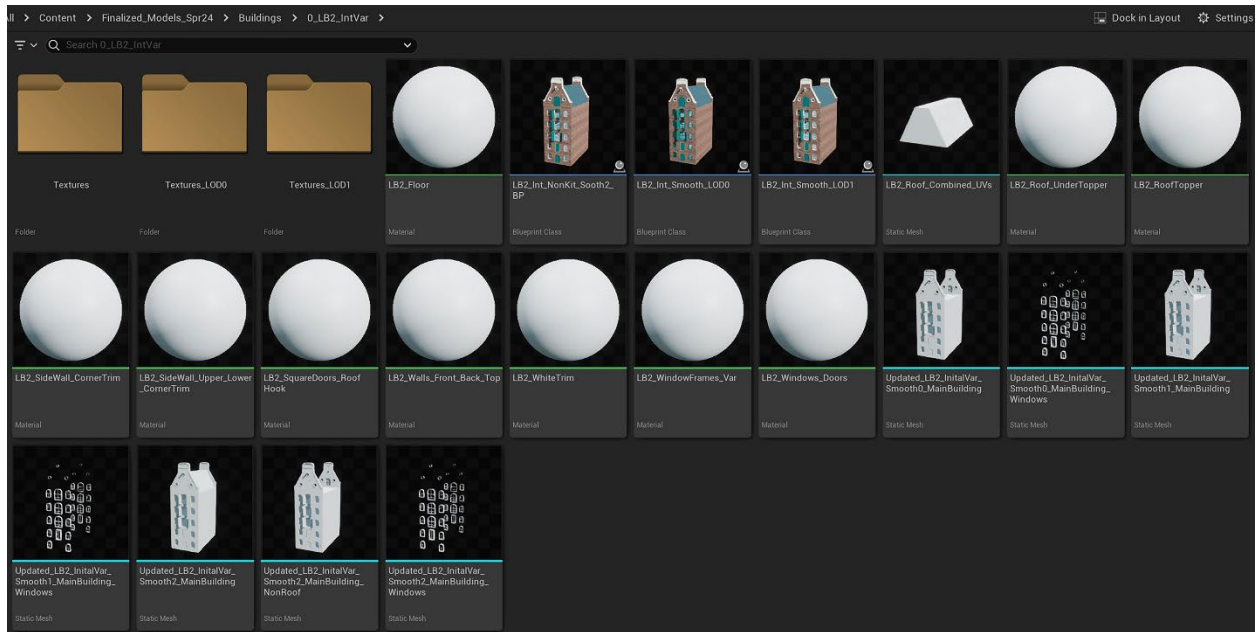 ll > Content > Finalized_Models_Spr24 > Buildings > 0_LB2_IntVar >
Dock in Layout
Settings
Search 0_LB2_IntVar
Textures
Folder
Textures_LOD0
Folder
Textures_LOD1
Folder
LB2_Floor
Material
LB2_Int_NonKit_Sooth2_
BP
Blueprint Class
LB2_Int_Smooth_LOD0
Blueprint Class
LB2_Int_Smooth_LOD1
Blueprint Class
LB2_Roof_Combined_UVs
Static Mesh
LB2_Roof_UnderTopper
Material
LB2_RoofTopper
Material
LB2_SideWall_CornerTrim
Material
LB2_SideWall_Upper_Lower
_CornerTrim
Material
LB2_SquareDoors_Roof
Hook
Material
LB2_Walls_Front_Back_Top
Material
LB2_WhiteTrim
Material
LB2_WindowFrames_Var
Material
LB2_Windows_Doors
Material
Updated_LB2_InitalVar_
Smooth0_MainBuilding
Static Mesh
Updated_LB2_InitalVar_
Smooth0_MainBuilding_
Windows
Static Mesh
Updated_LB2_InitalVar_
Smooth1_MainBuilding
Static Mesh
Updated_LB2_InitalVar_
Smooth1_MainBuilding_
Windows
Static Mesh
Updated_LB2_InitalVar_
Smooth2_MainBuilding
Static Mesh
Updated_LB2_InitalVar_
Smooth2_MainBuilding_
NonRoof
Static Mesh
Updated_LB2_InitalVar_
Smooth2_MainBuilding_
Windows
Static Mesh